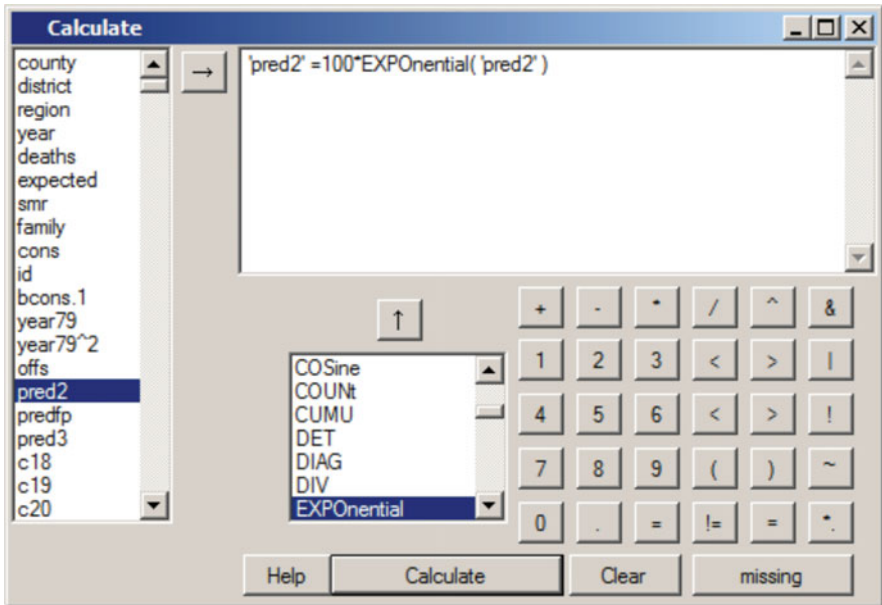 Calculate
county
district
region
year
deaths
expected
smr
family
cons
id
bcons.1
year79
year79^2
offs
pred2
predfp
pred3
c18
c19
c20
→
'pred2' =100*EXPOnential( 'pred2' )
↑
COSine
COUNt
CUMU
DET
DIAG
DIV
EXPOnential
+ - * / ^ &
1 2 3 < > |
4 5 6 < > !
7 8 9 ( ) ~
0 . = != = *.
Help Calculate Clear missing